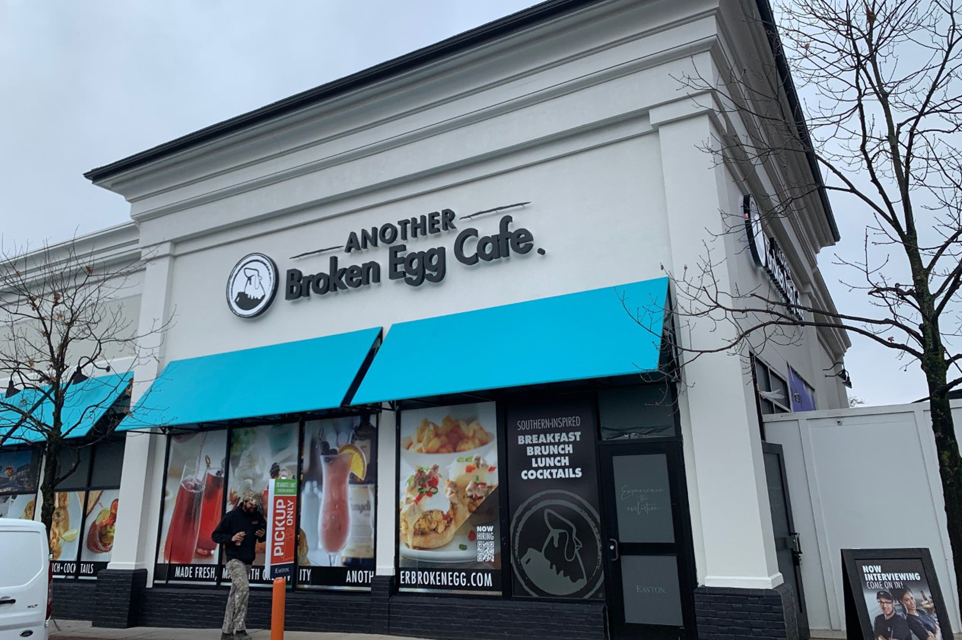 ANOTHER
Broken Egg Cafe.
SOUTHERN-INSPIRED
BREAKFAST
BRUNCH
LUNCH
COCKTAILS
PICKUP
ONLY
NOW
HIRING
MADE FRESH
ANOTH
ERBROKENEGG.COM
EASTON
NOW
INTERVIEWING
COME ON IN!